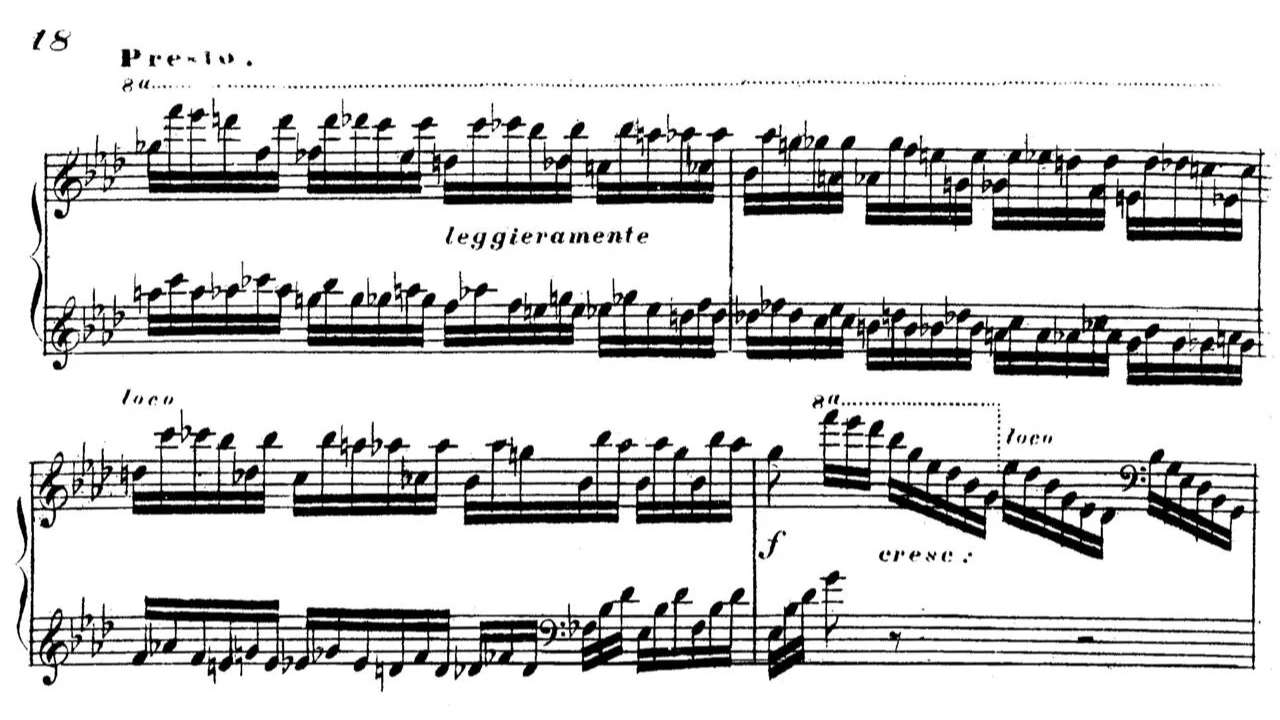 18
Presto.
8a
leggieramente
loco
8a
loco
f
cresc: